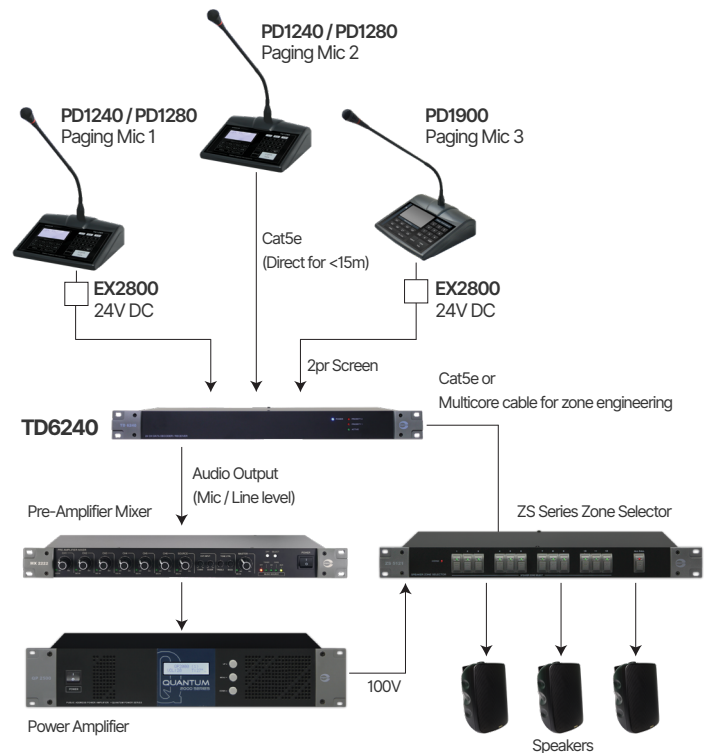 PD1240 / PD1280
Paging Mic 2
PD1240 / PD1280
Paging Mic 1
PD1900
Paging Mic 3
Cat5e
(Direct for <15m)
EX2800
24V DC
EX2800
24V DC
2pr Screen
Cat5e or
Multicore cable for zone engineering
TD6240
Audio Output
(Mic / Line level)
Pre-Amplifier Mixer
ZS Series Zone Selector
QUANTUM
100V
Power Amplifier
Speakers